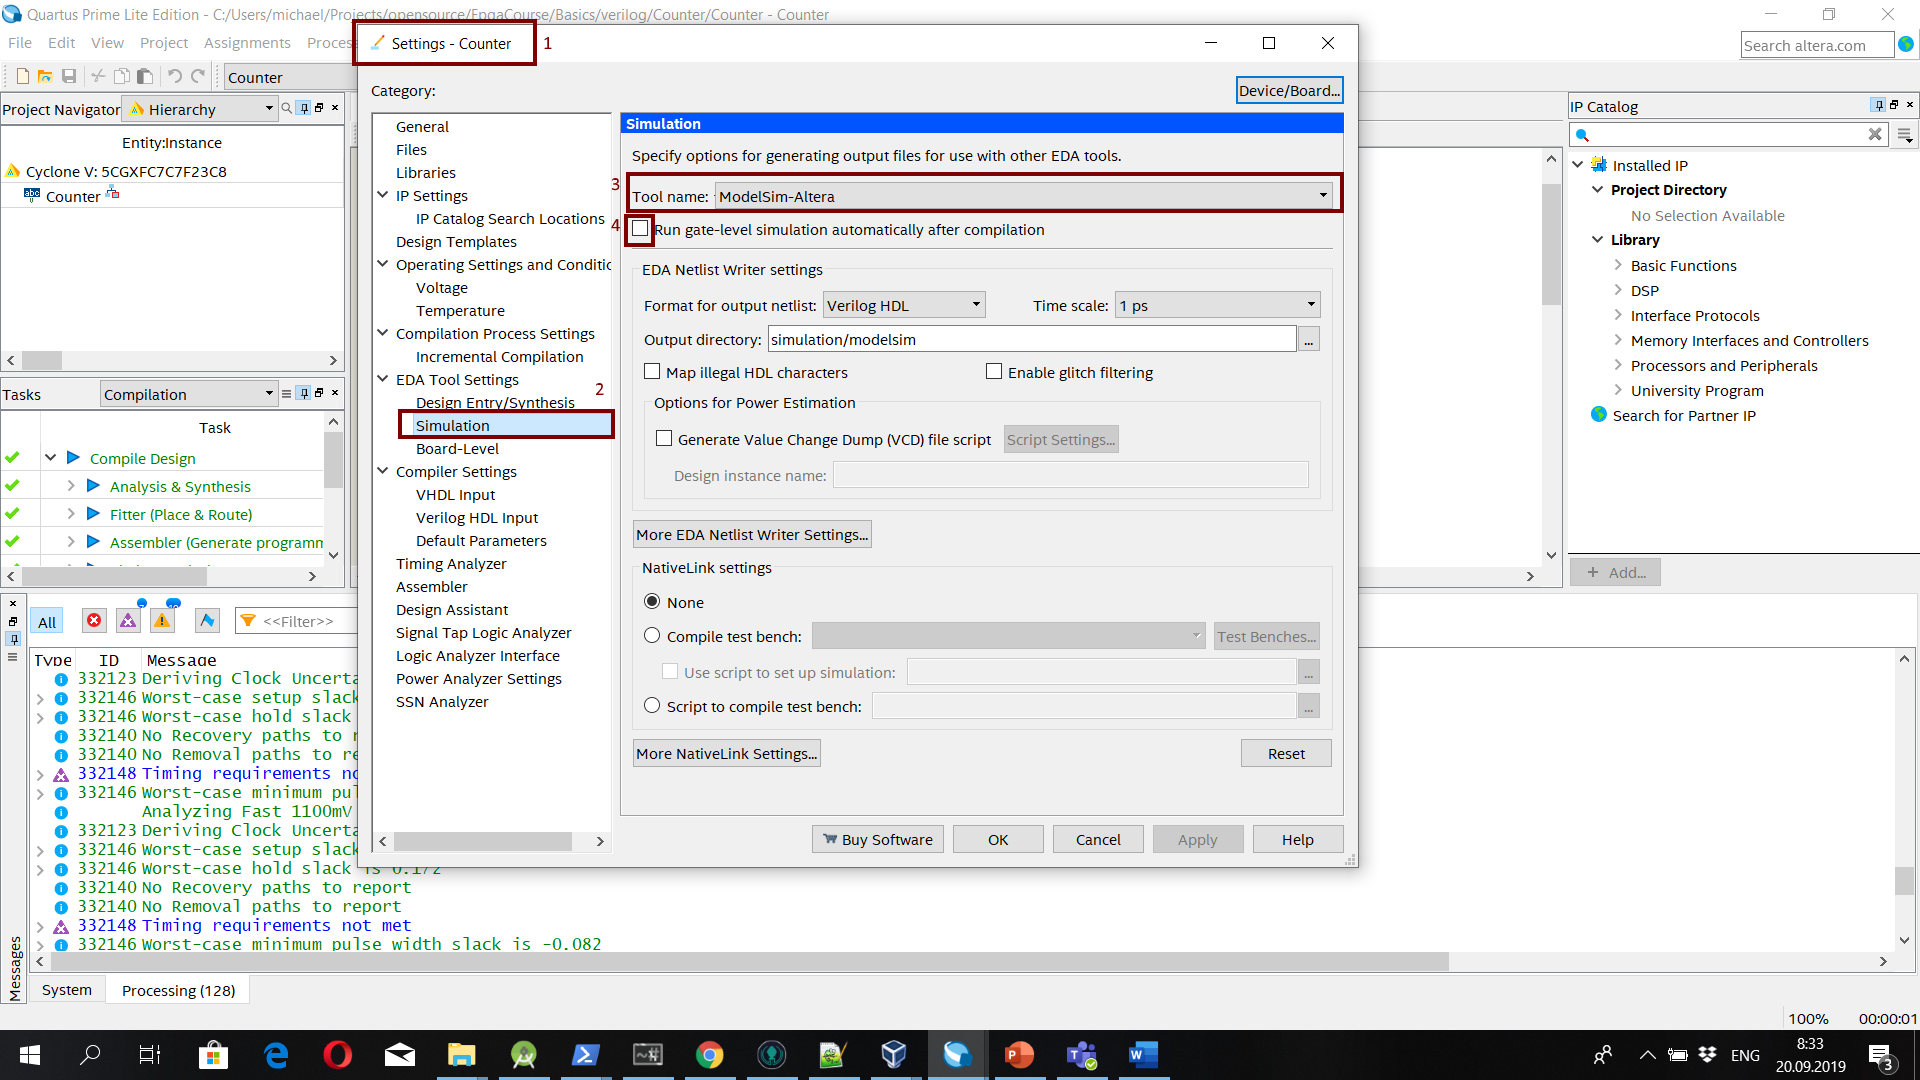 Quartus Prime Lite Edition - C:/Users/michael/Projects/opensource/FpgaCourse/Basics/verilog/Counter/Counter - Counter
File Edit View Project Assignments
Search altera.com
Counter
Settings - Counter
1
Category:
Device/Board...
Project Navigator
Hierarchy
Entity:Instance
Cyclone V: 5CGXFC7C7F23C8
Counter
Tasks
Compilation
Task
Compile Design
Analysis & Synthesis
Fitter (Place & Route)
Assembler (Generate programm
General
Files
Libraries
IP Settings
IP Catalog Search Locations
Design Templates
Operating Settings and Conditio
Voltage
Temperature
Compilation Process Settings
Incremental Compilation
EDA Tool Settings
2
Design Entry/Synthesis
Simulation
Board-Level
Compiler Settings
VHDL Input
Verilog HDL Input
Default Parameters
Timing Analyzer
Assembler
Design Assistant
Signal Tap Logic Analyzer
Logic Analyzer Interface
Power Analyzer Settings
SSN Analyzer
Simulation
Specify options for generating output files for use with other EDA tools.
3
Tool name: ModelSim-Altera
4
Run gate-level simulation automatically after compilation
EDA Netlist Writer settings
Format for output netlist: Verilog HDL
Time scale: 1 ps
Output directory: simulation/modelsim
...
Map illegal HDL characters
Enable glitch filtering
Options for Power Estimation
Generate Value Change Dump (VCD) file script
Script Settings...
Design instance name:
More EDA Netlist Writer Settings...
NativeLink settings
None
Compile test bench:
Test Benches...
Use script to set up simulation:
...
Script to compile test bench:
...
More NativeLink Settings...
Reset
Buy Software
OK
Cancel
Apply
Help
IP Catalog
Installed IP
Project Directory
No Selection Available
Library
Basic Functions
DSP
Interface Protocols
Memory Interfaces and Controllers
Processors and Peripherals
University Program
Search for Partner IP
+ Add...
All
<<Filter>>
Type ID Message
332123 Deriving Clock Uncerta
332146 Worst-case setup slack
332146 Worst-case hold slack
332140 No Recovery paths to r
332140 No Removal paths to re
332148 Timing requirements no
332146 Worst-case minimum pul
Analyzing Fast 1100mV
332123 Deriving Clock Uncerta
332146 Worst-case setup slack
332146 Worst-case hold slack is 0.172
332140 No Recovery paths to report
332140 No Removal paths to report
332148 Timing requirements not met
332146 Worst-case minimum pulse width slack is -0.082
Messages
System
Processing (128)
100% 00:00:01
ENG
8:33
20.09.2019
3